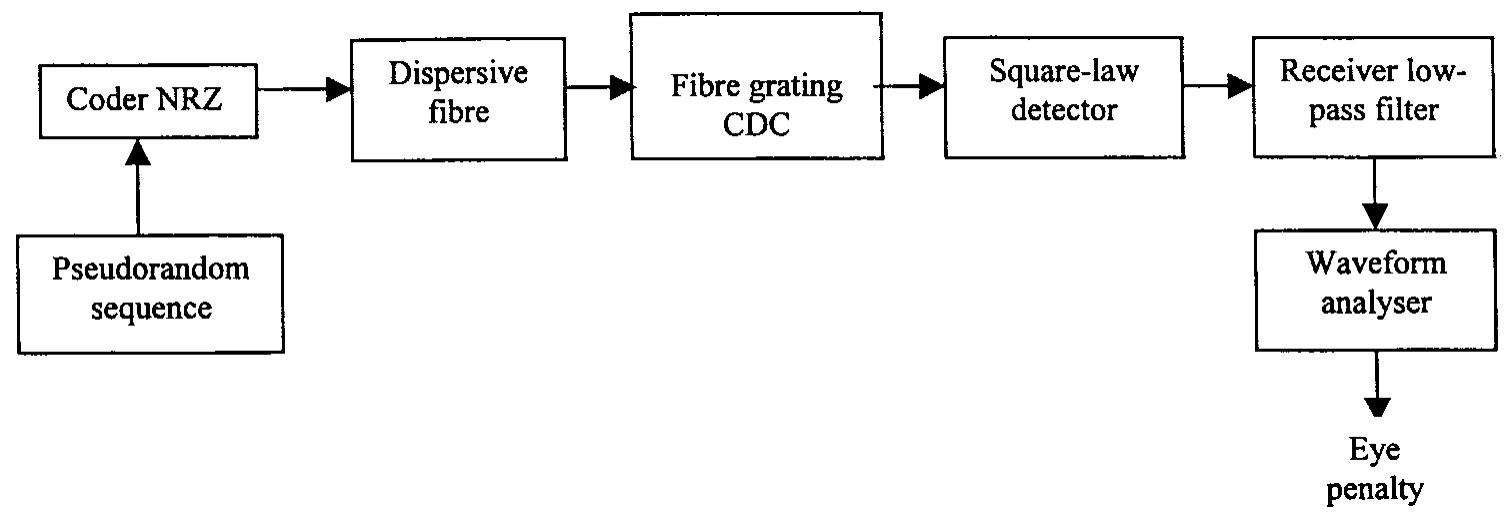 Pseudorandom
sequence
Coder NRZ
Dispersive
fibre
Fibre grating
CDC
Square-law
detector
Receiver low-
pass filter
Waveform
analyser
Eye
penalty